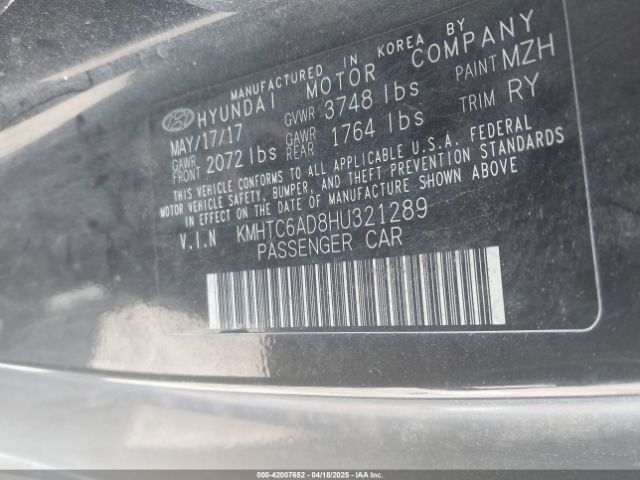 MANUFACTURED IN KOREA BY
HYUNDAI MOTOR COMPANY
MAY/17/17 GVWR 3748 lbs PAINT MZH
GAWR FRONT 2072 lbs GAWR REAR 1764 lbs TRIM RY
THIS VEHICLE CONFORMS TO ALL APPLICABLE U.S.A. FEDERAL
MOTOR VEHICLE SAFETY, BUMPER, AND THEFT PREVENTION STANDARDS
IN EFFECT ON THE DATE OF MANUFACTURE SHOWN ABOVE.
V.I.N KMHTC6AD8HU321289
PASSENGER CAR
000-42007652 04/18/2025 IAAI.COM